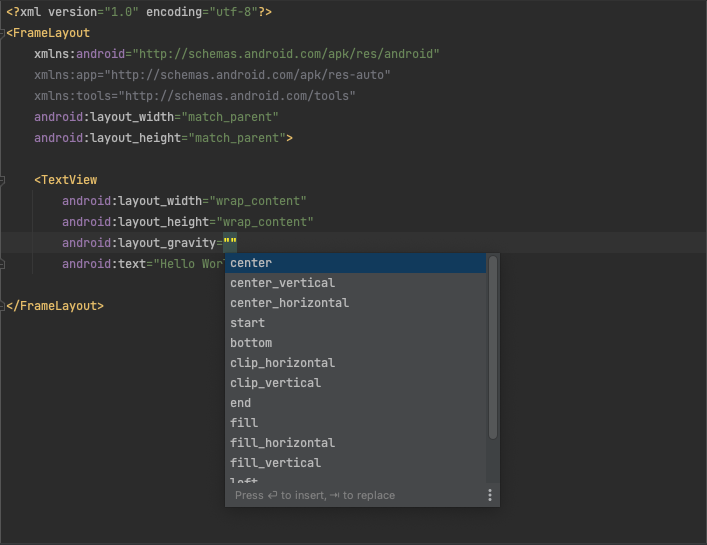 <?xml version="1.0" encoding="utf-8"?>
<FrameLayout
xmlns:android="http://schemas.android.com/apk/res/android"
xmlns:app="http://schemas.android.com/apk/res-auto"
xmlns:tools="http://schemas.android.com/tools"
android:layout_width="match_parent"
android:layout_height="match_parent">
<TextView
android:layout_width="wrap_content"
android:layout_height="wrap_content"
android:layout_gravity=""
android:text="Hello Wor
center
center_vertical
center_horizontal
start
bottom
clip_horizontal
clip_vertical
end
fill
fill_horizontal
fill_vertical
left
Press ⏎ to insert, ⇥ to replace
</FrameLayout>